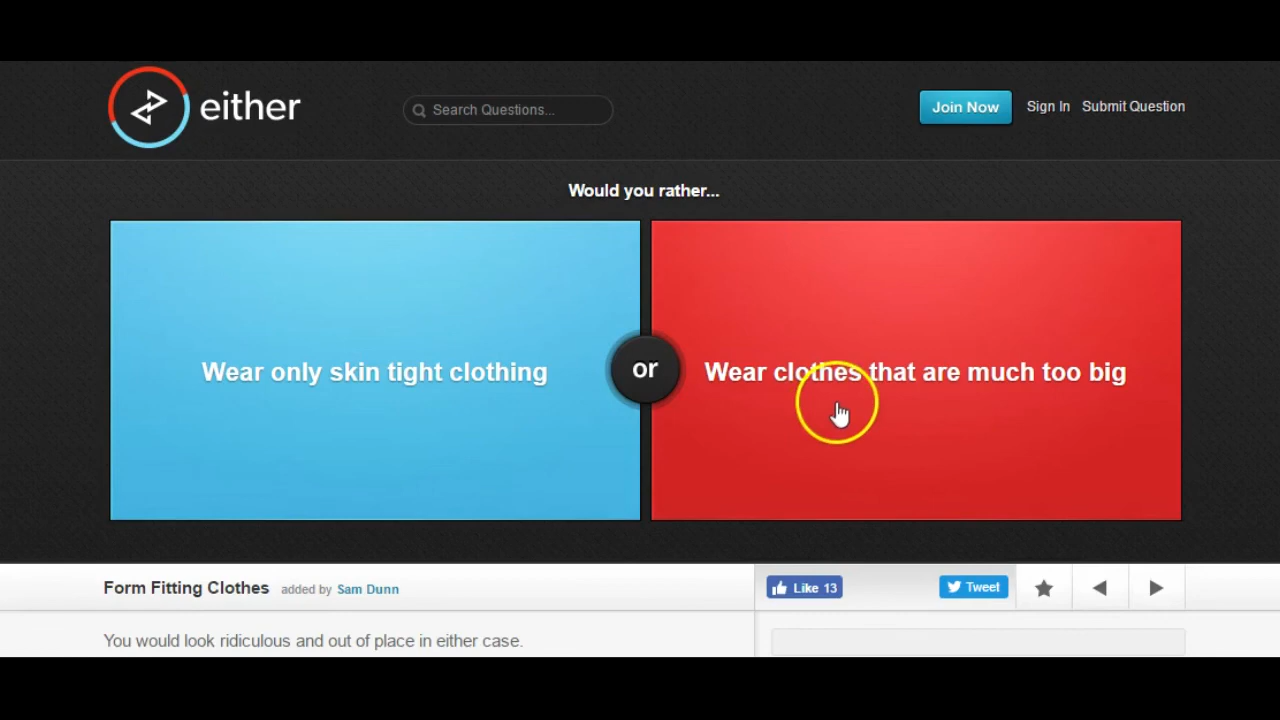 either
Search Questions...
Join Now
Sign In
Submit Question
Would you rather...
Wear only skin tight clothing
or
Wear clothes that are much too big
Form Fitting Clothes added by Sam Dunn
Like 13
Tweet
You would look ridiculous and out of place in either case.